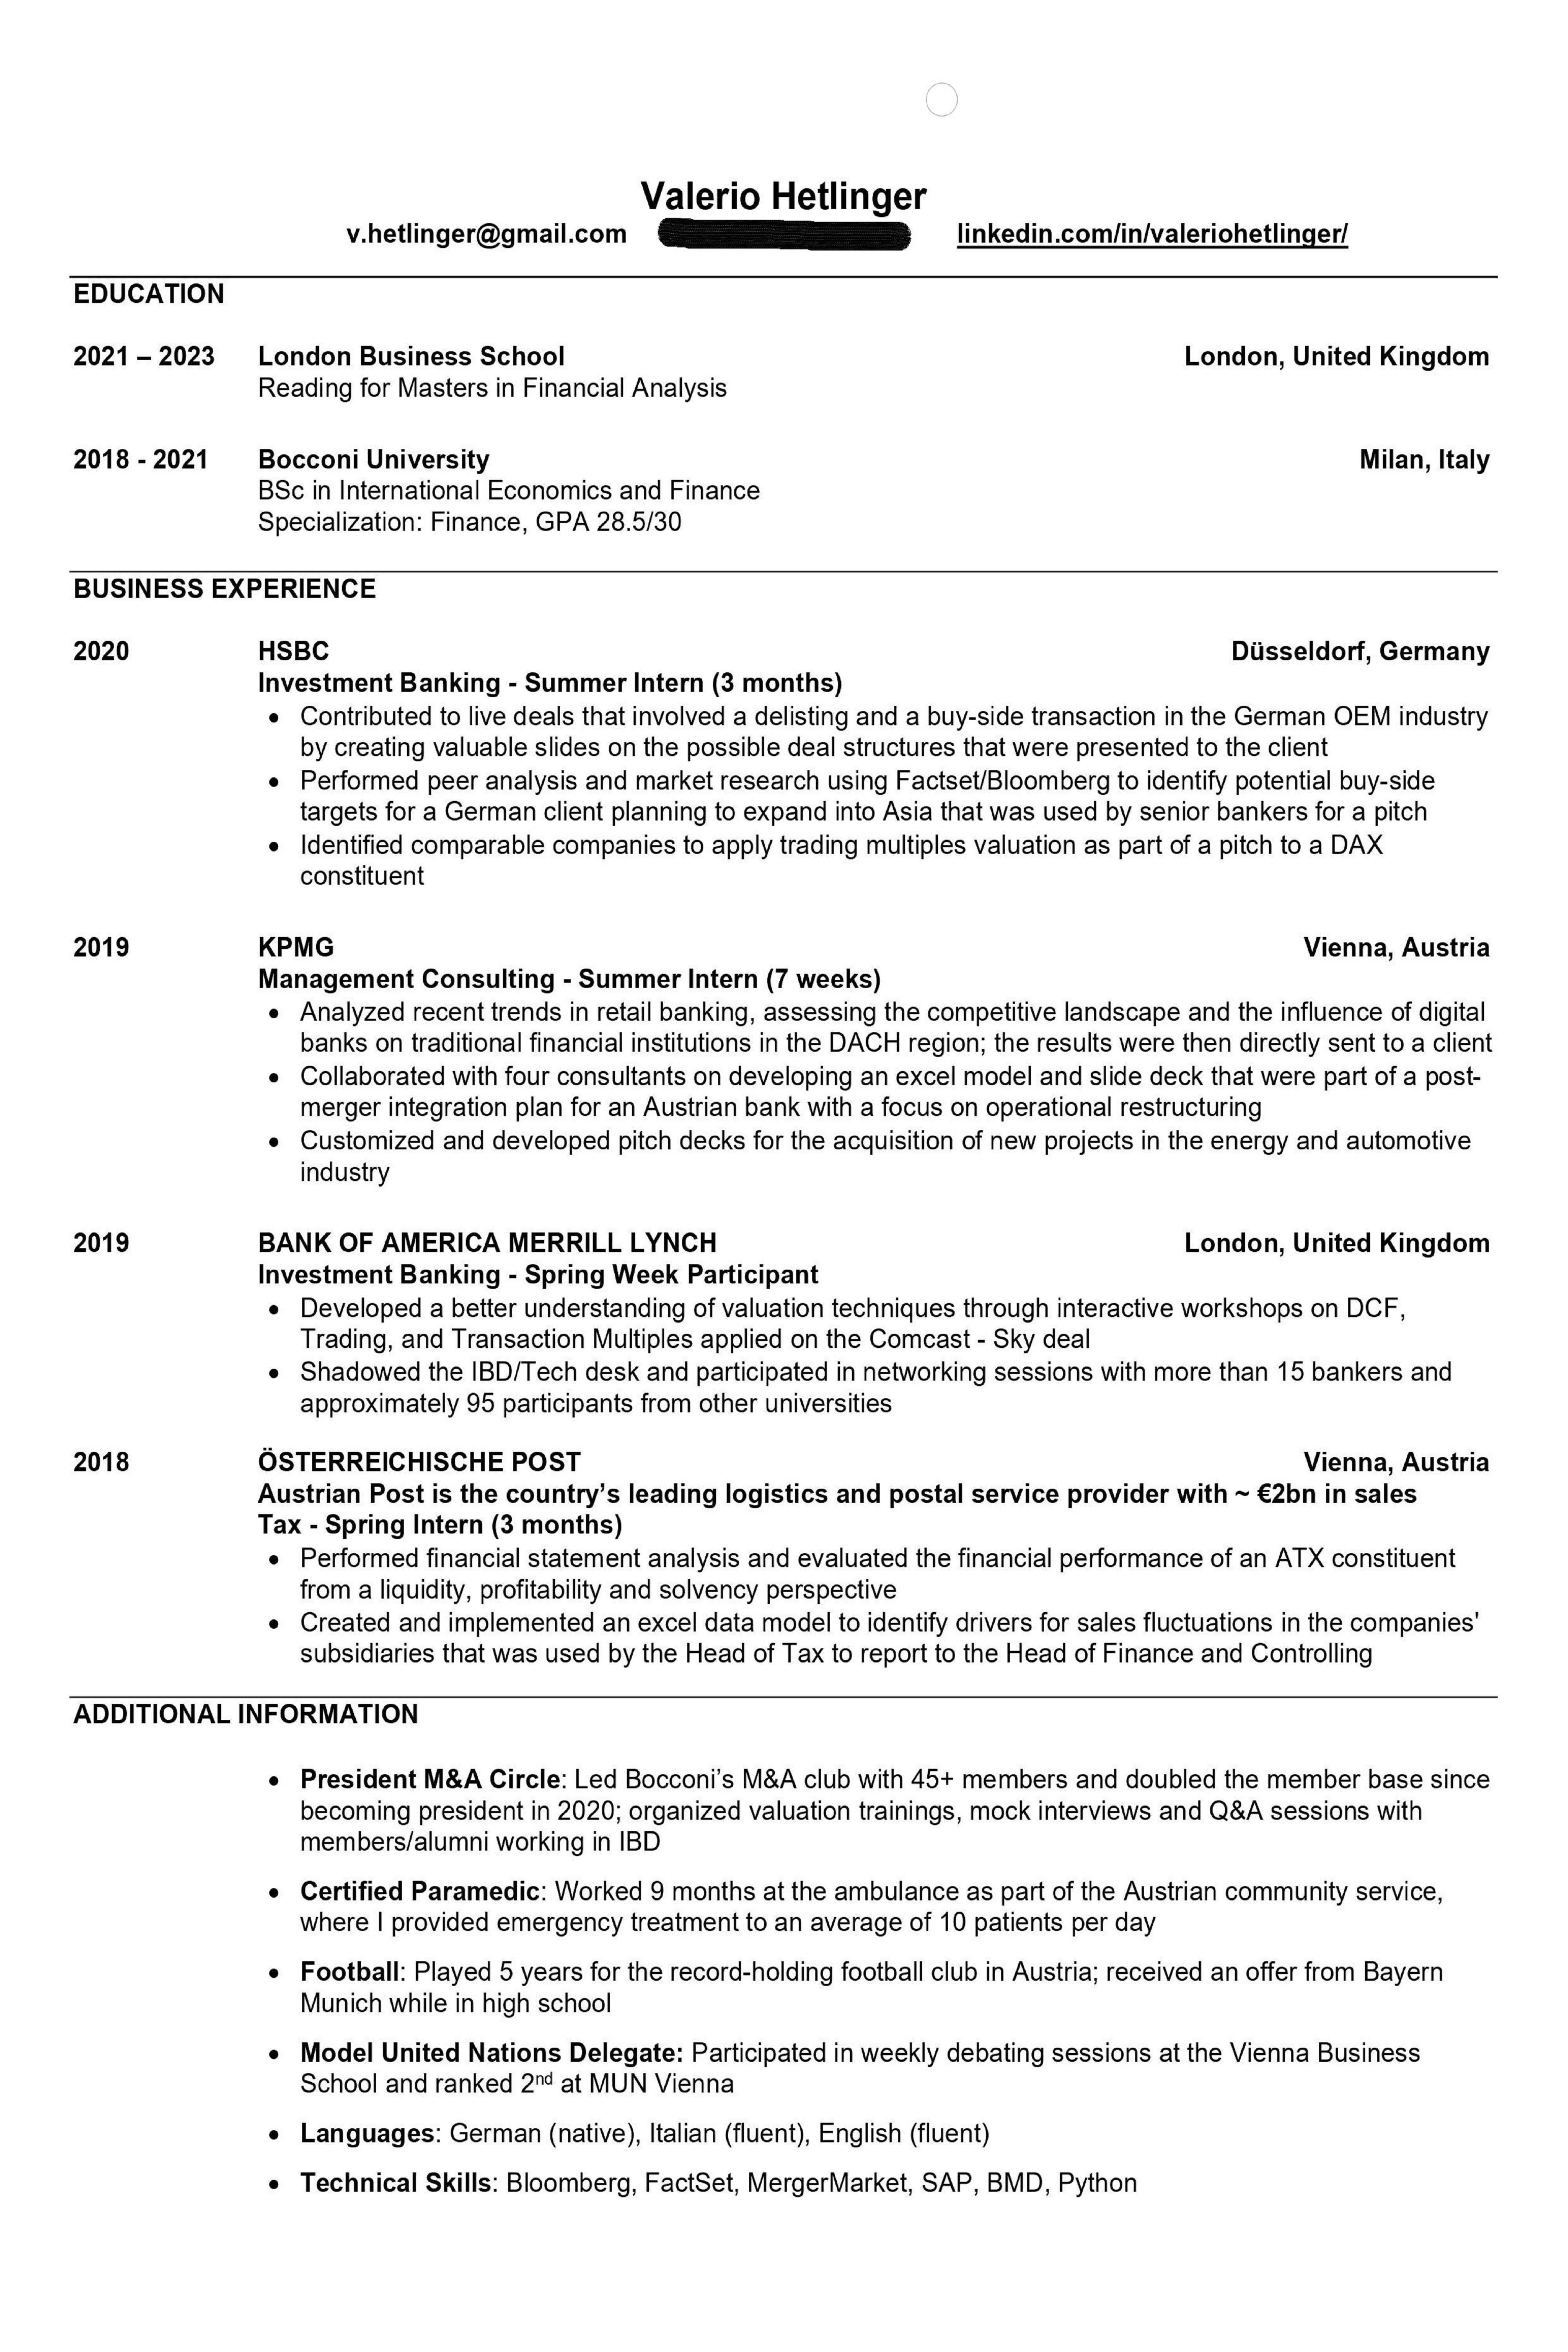 Valerio Hetlinger
v.hetlinger@gmail.com linkedin.com/in/valeriohetlinger/
EDUCATION
2021 – 2023 London Business School London, United Kingdom
Reading for Masters in Financial Analysis
2018 - 2021 Bocconi University Milan, Italy
BSc in International Economics and Finance
Specialization: Finance, GPA 28.5/30
BUSINESS EXPERIENCE
2020 HSBC Düsseldorf, Germany
Investment Banking - Summer Intern (3 months)
• Contributed to live deals that involved a delisting and a buy-side transaction in the German OEM industry
by creating valuable slides on the possible deal structures that were presented to the client
• Performed peer analysis and market research using Factset/Bloomberg to identify potential buy-side
targets for a German client planning to expand into Asia that was used by senior bankers for a pitch
• Identified comparable companies to apply trading multiples valuation as part of a pitch to a DAX
constituent
2019 KPMG Vienna, Austria
Management Consulting - Summer Intern (7 weeks)
• Analyzed recent trends in retail banking, assessing the competitive landscape and the influence of digital
banks on traditional financial institutions in the DACH region; the results were then directly sent to a client
• Collaborated with four consultants on developing an excel model and slide deck that were part of a post-
merger integration plan for an Austrian bank with a focus on operational restructuring
• Customized and developed pitch decks for the acquisition of new projects in the energy and automotive
industry
2019 BANK OF AMERICA MERRILL LYNCH London, United Kingdom
Investment Banking - Spring Week Participant
• Developed a better understanding of valuation techniques through interactive workshops on DCF,
Trading, and Transaction Multiples applied on the Comcast - Sky deal
• Shadowed the IBD/Tech desk and participated in networking sessions with more than 15 bankers and
approximately 95 participants from other universities
2018 ÖSTERREICHISCHE POST Vienna, Austria
Austrian Post is the country’s leading logistics and postal service provider with ~ €2bn in sales
Tax - Spring Intern (3 months)
• Performed financial statement analysis and evaluated the financial performance of an ATX constituent
from a liquidity, profitability and solvency perspective
• Created and implemented an excel data model to identify drivers for sales fluctuations in the companies'
subsidiaries that was used by the Head of Tax to report to the Head of Finance and Controlling
ADDITIONAL INFORMATION
• President M&A Circle: Led Bocconi’s M&A club with 45+ members and doubled the member base since
becoming president in 2020; organized valuation trainings, mock interviews and Q&A sessions with
members/alumni working in IBD
• Certified Paramedic: Worked 9 months at the ambulance as part of the Austrian community service,
where I provided emergency treatment to an average of 10 patients per day
• Football: Played 5 years for the record-holding football club in Austria; received an offer from Bayern
Munich while in high school
• Model United Nations Delegate: Participated in weekly debating sessions at the Vienna Business
School and ranked 2nd at MUN Vienna
• Languages: German (native), Italian (fluent), English (fluent)
• Technical Skills: Bloomberg, FactSet, MergerMarket, SAP, BMD, Python